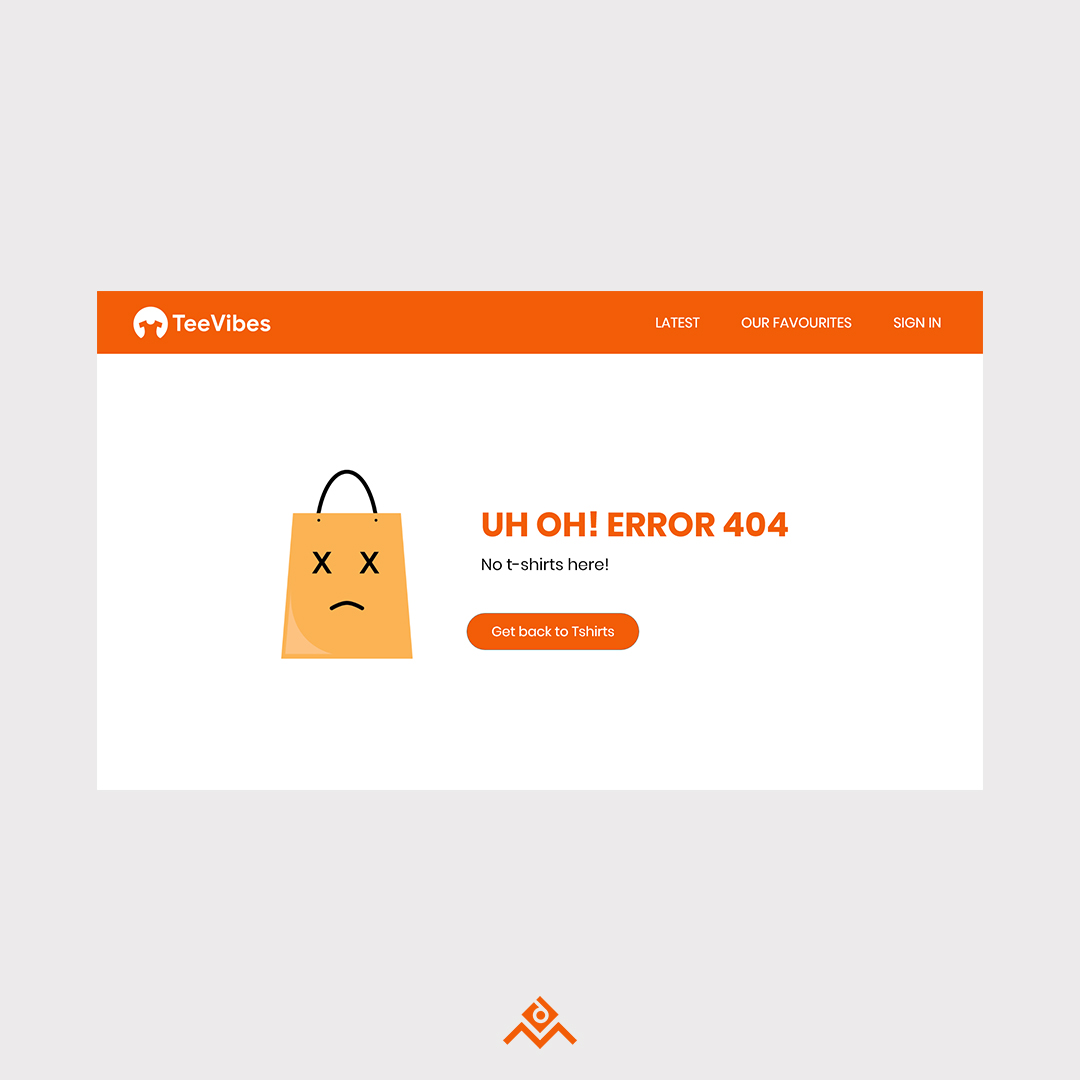 TeeVibes
LATEST
OUR FAVOURITES
SIGN IN
UH OH! ERROR 404
No t-shirts here!
Get back to Tshirts